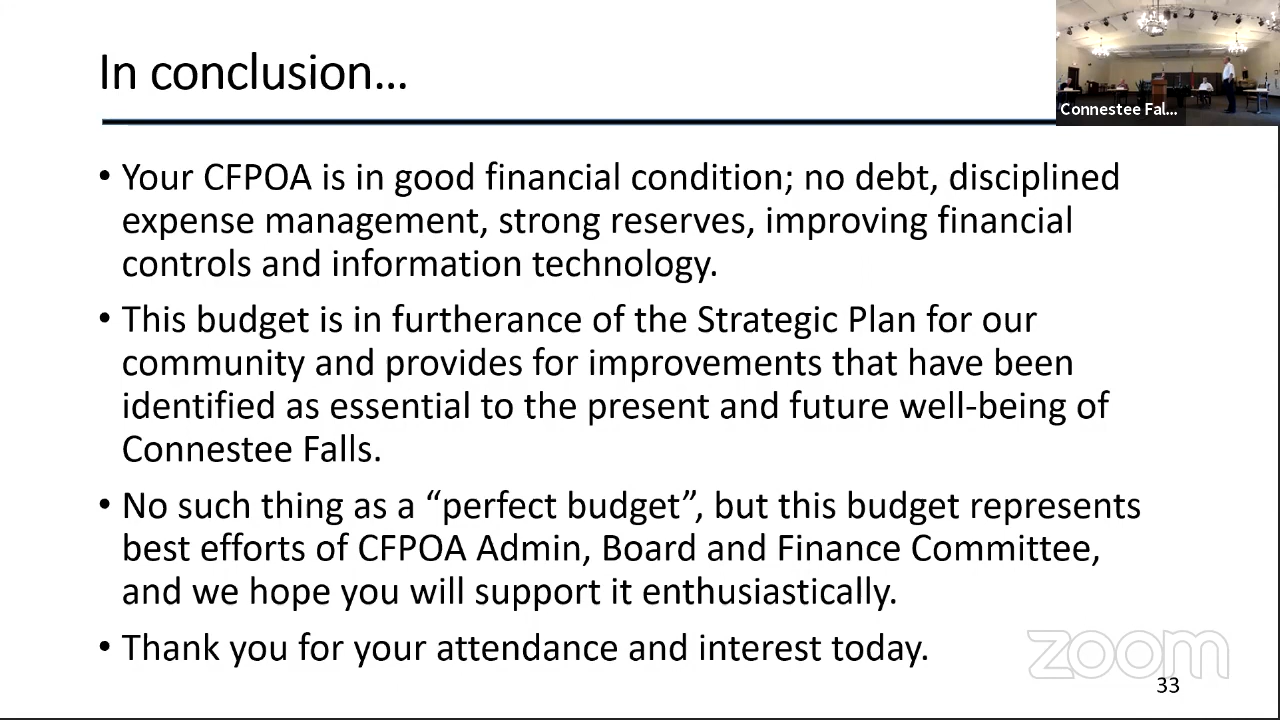 In conclusion...
Connestee Fal...
• Your CFPOA is in good financial condition; no debt, disciplined
expense management, strong reserves, improving financial
controls and information technology.
• This budget is in furtherance of the Strategic Plan for our
community and provides for improvements that have been
identified as essential to the present and future well-being of
Connestee Falls.
• No such thing as a “perfect budget”, but this budget represents
best efforts of CFPOA Admin, Board and Finance Committee,
and we hope you will support it enthusiastically.
• Thank you for your attendance and interest today.
zoom
33